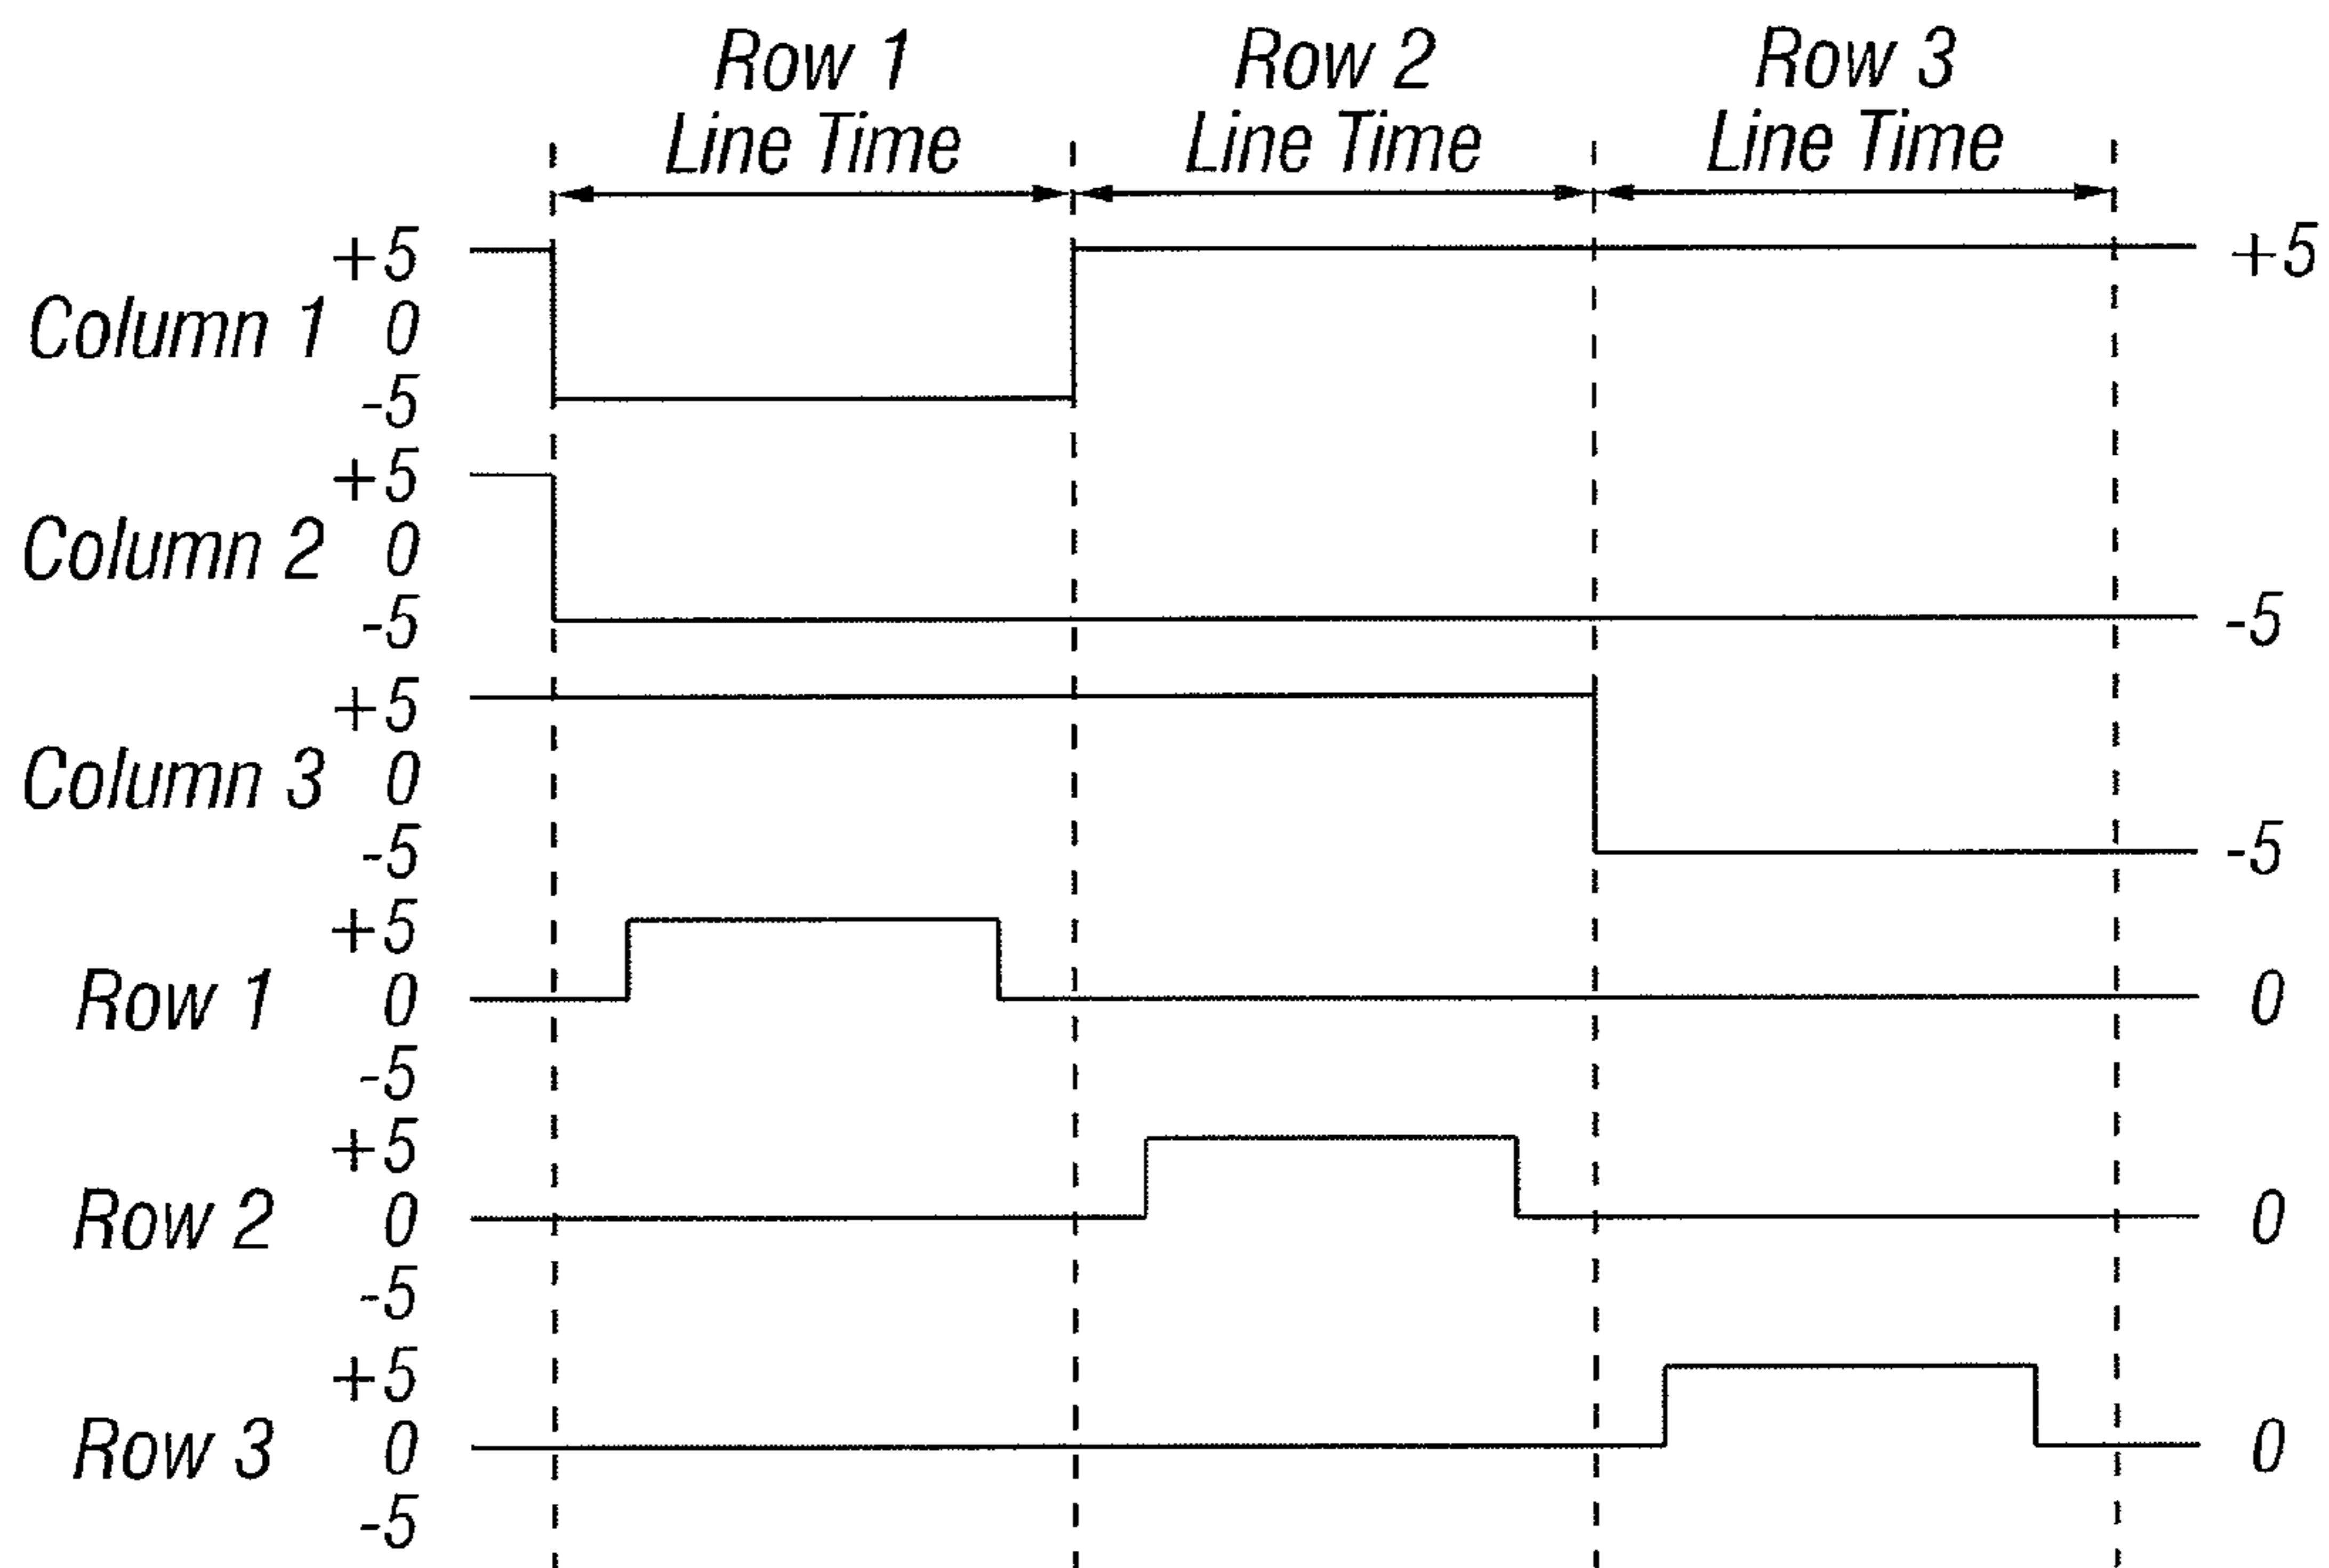 Row 1 Row 2 Row 3
Line Time Line Time Line Time
+5 +5
Column 1 0
-5
+5
Column 2 0
-5 -5
+5
Column 3 0
-5 -5
+5
Row 1 0 0
-5
+5
Row 2 0 0
-5
+5
Row 3 0 0
-5